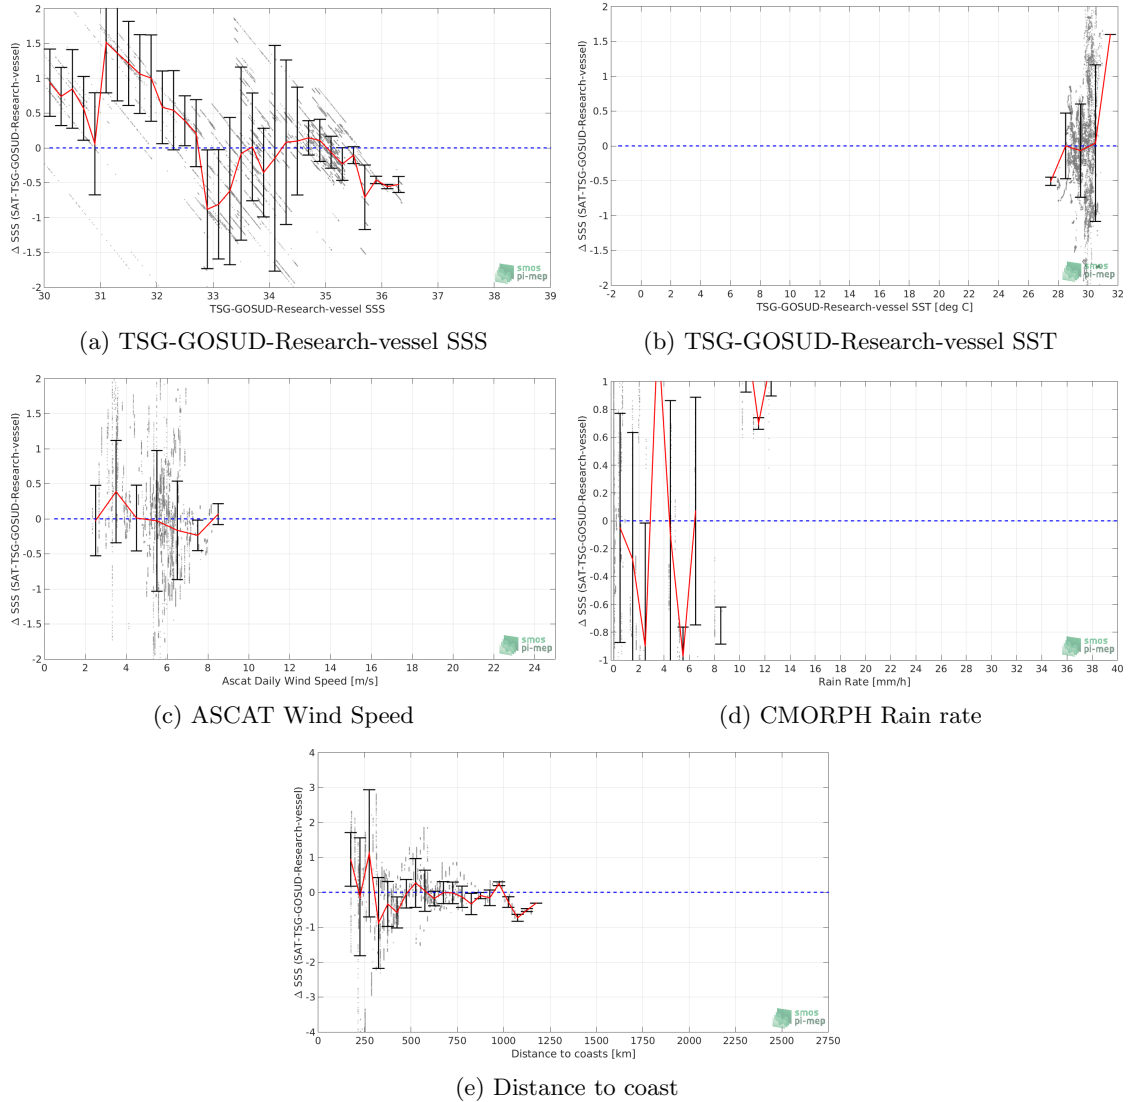 2
1.5
1
0.5
0
-0.5
-1
-1.5
-2
Δ SSS (SAT-TSG-GOSUD-Research-vessel)
30 31 32 33 34 35 36 37 38 39
TSG-GOSUD-Research-vessel SSS
smos
pi-mep
(a) TSG-GOSUD-Research-vessel SSS
2
1.5
1
0.5
0
-0.5
-1
-1.5
-2
Δ SSS (SAT-TSG-GOSUD-Research-vessel)
-2 0 2 4 6 8 10 12 14 16 18 20 22 24 26 28 30 32
TSG-GOSUD-Research-vessel SST [deg C]
smos
pi-mep
(b) TSG-GOSUD-Research-vessel SST
2
1.5
1
0.5
0
-0.5
-1
-1.5
-2
Δ SSS (SAT-TSG-GOSUD-Research-vessel)
0 2 4 6 8 10 12 14 16 18 20 22 24
Ascat Daily Wind Speed [m/s]
smos
pi-mep
(c) ASCAT Wind Speed
1
0.8
0.6
0.4
0.2
0
-0.2
-0.4
-0.6
-0.8
-1
Δ SSS (SAT-TSG-GOSUD-Research-vessel)
0 2 4 6 8 10 12 14 16 18 20 22 24 26 28 30 32 34 36 38 40
Rain Rate [mm/h]
smos
pi-mep
(d) CMORPH Rain rate
4
3
2
1
0
-1
-2
-3
-4
Δ SSS (SAT-TSG-GOSUD-Research-vessel)
0 250 500 750 1000 1250 1500 1750 2000 2250 2500 2750
Distance to coasts [km]
smos
pi-mep
(e) Distance to coast